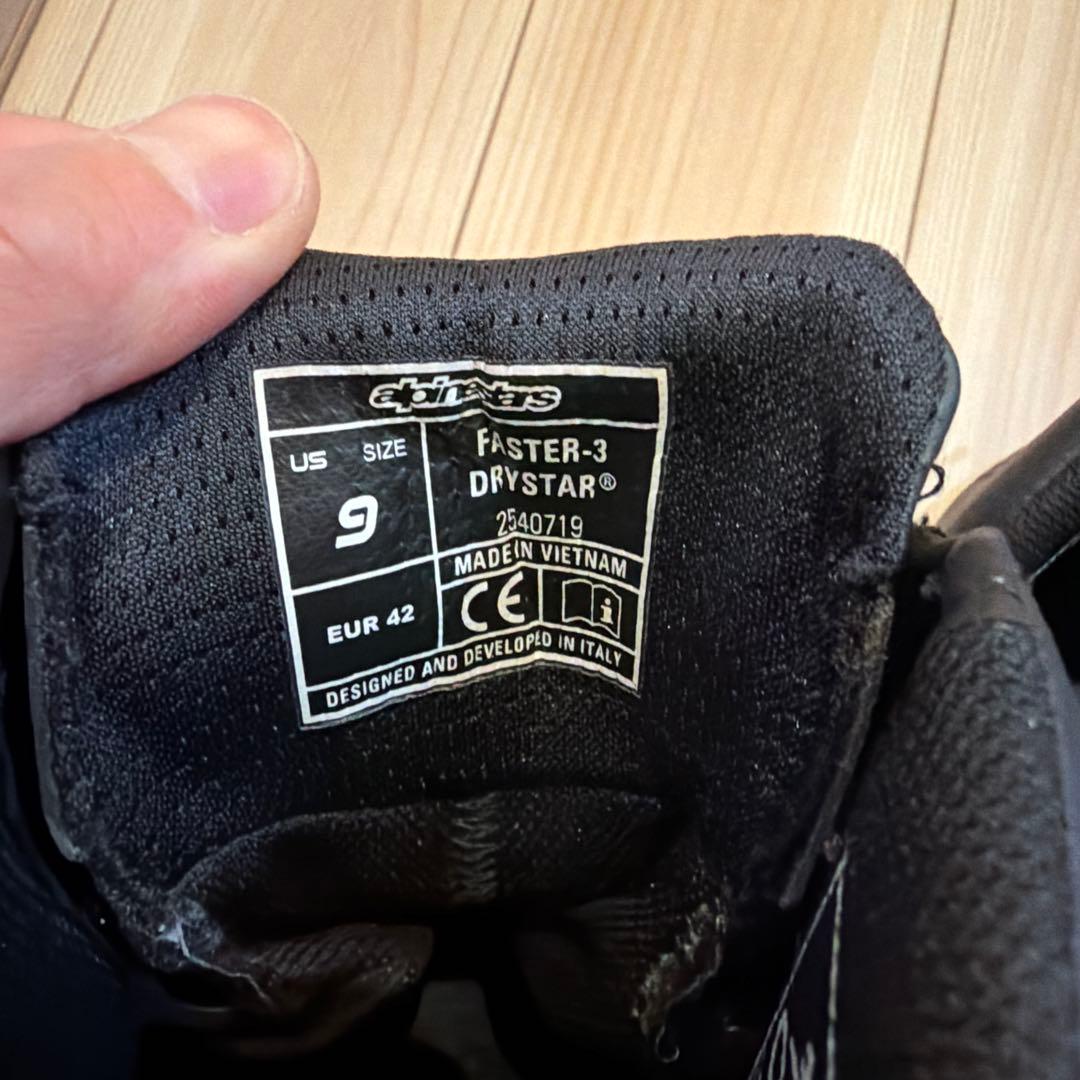 alpinestars
US SIZE
9
EUR 42
FASTER-3
DRYSTAR®
2540719
MADE IN VIETNAM
CE
i
DESIGNED AND DEVELOPED IN ITALY